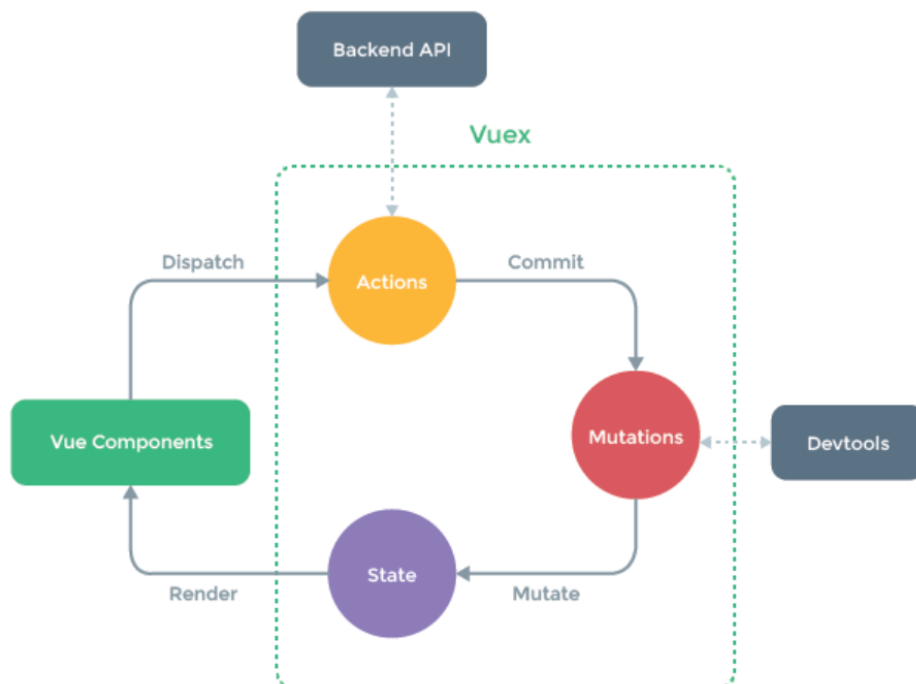 Backend API
Vuex
Dispatch
Commit
Actions
Vue Components
Mutations
Devtools
State
Render
Mutate